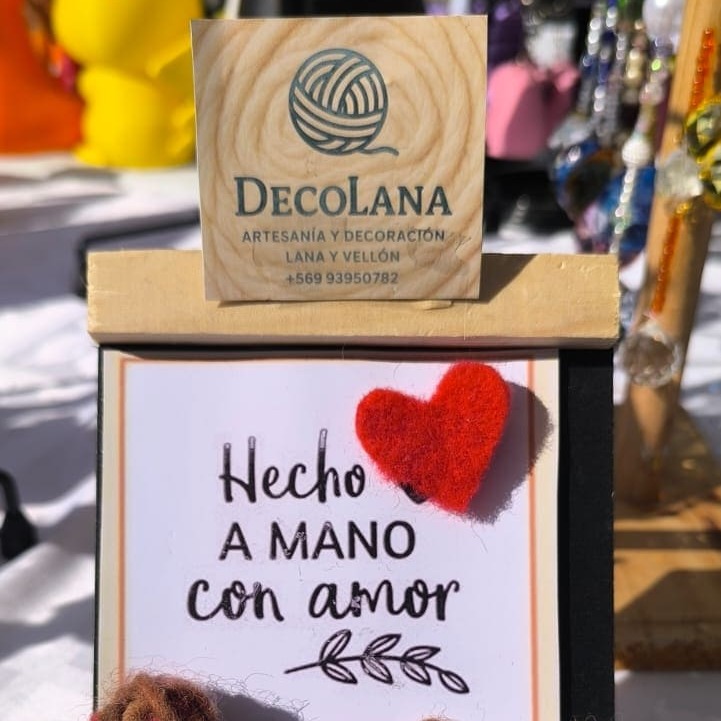 DECOLANA
ARTESANÍA Y DECORACIÓN
LANA Y VELLÓN
+569 93950782
Hecho
A MANO
con amor